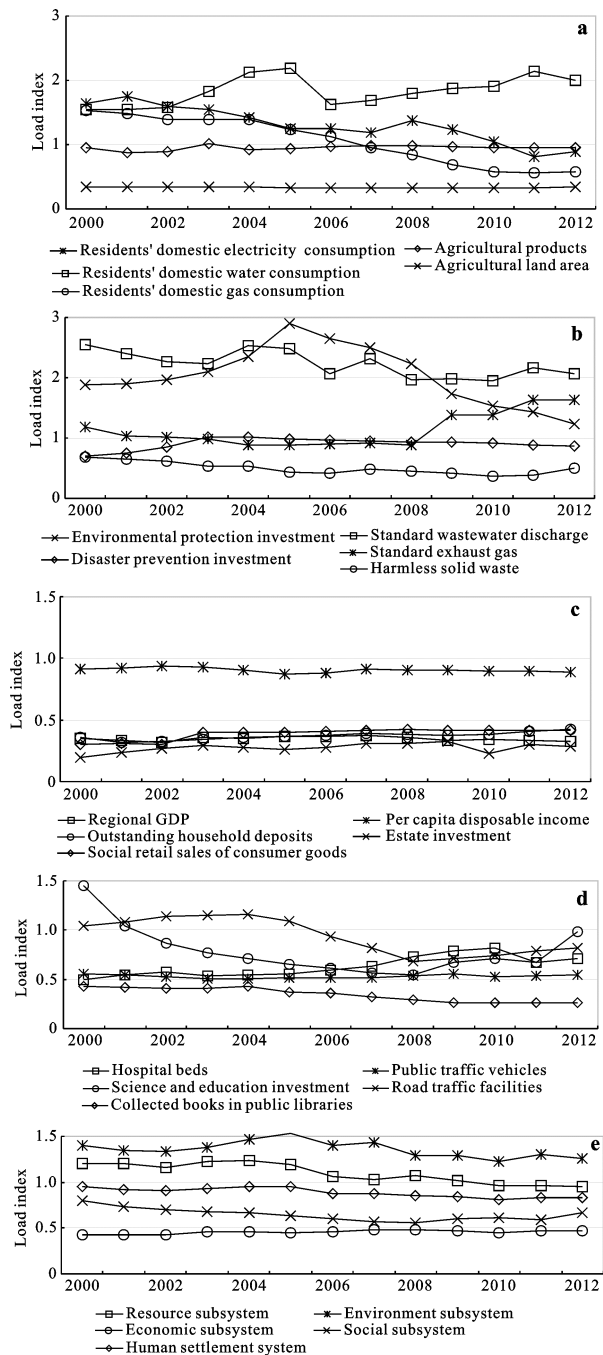 a
3
2
1
0
Load index
2000 2002 2004 2006 2008 2010 2012
Residents' domestic electricity consumption
Agricultural products
Residents' domestic water consumption
Agricultural land area
Residents' domestic gas consumption
b
3
2
1
0
Load index
2000 2002 2004 2006 2008 2010 2012
Environmental protection investment
Standard wastewater discharge
Disaster prevention investment
Standard exhaust gas
Harmless solid waste
c
1.5
1.0
0.5
0
Load index
2000 2002 2004 2006 2008 2010 2012
Regional GDP
Per capita disposable income
Outstanding household deposits
Estate investment
Social retail sales of consumer goods
d
1.5
1.0
0.5
0
Load index
2000 2002 2004 2006 2008 2010 2012
Hospital beds
Public traffic vehicles
Science and education investment
Road traffic facilities
Collected books in public libraries
e
1.5
1.0
0.5
0
Load index
2000 2002 2004 2006 2008 2010 2012
Resource subsystem
Environment subsystem
Economic subsystem
Social subsystem
Human settlement system